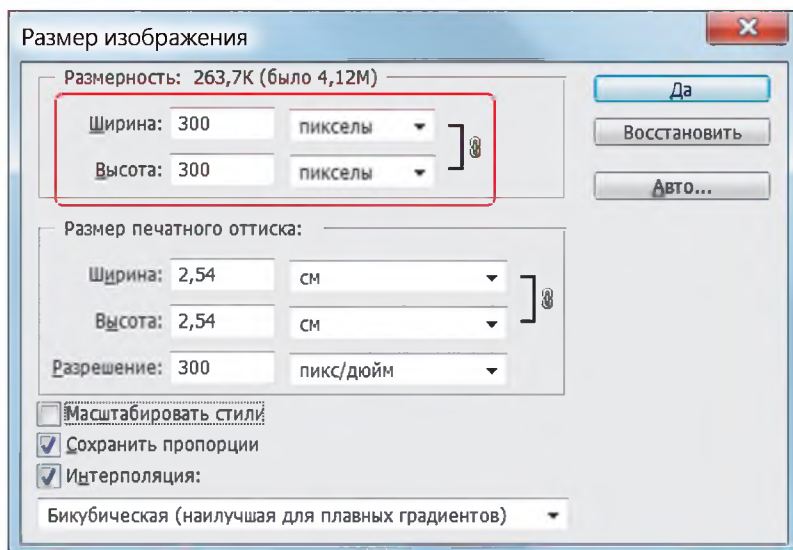 Размер изображения
Размерность: 263,7К (было 4,12М)
Да
Ширина: 300 пикселы
Восстановить
Высота: 300 пикселы
Авто...
Размер печатного оттиска:
Ширина: 2,54 см
Высота: 2,54 см
Разрешение: 300 пикс/дюйм
Масштабировать стили
Сохранить пропорции
Интерполяция:
Бикубическая (наилучшая для плавных градиентов)